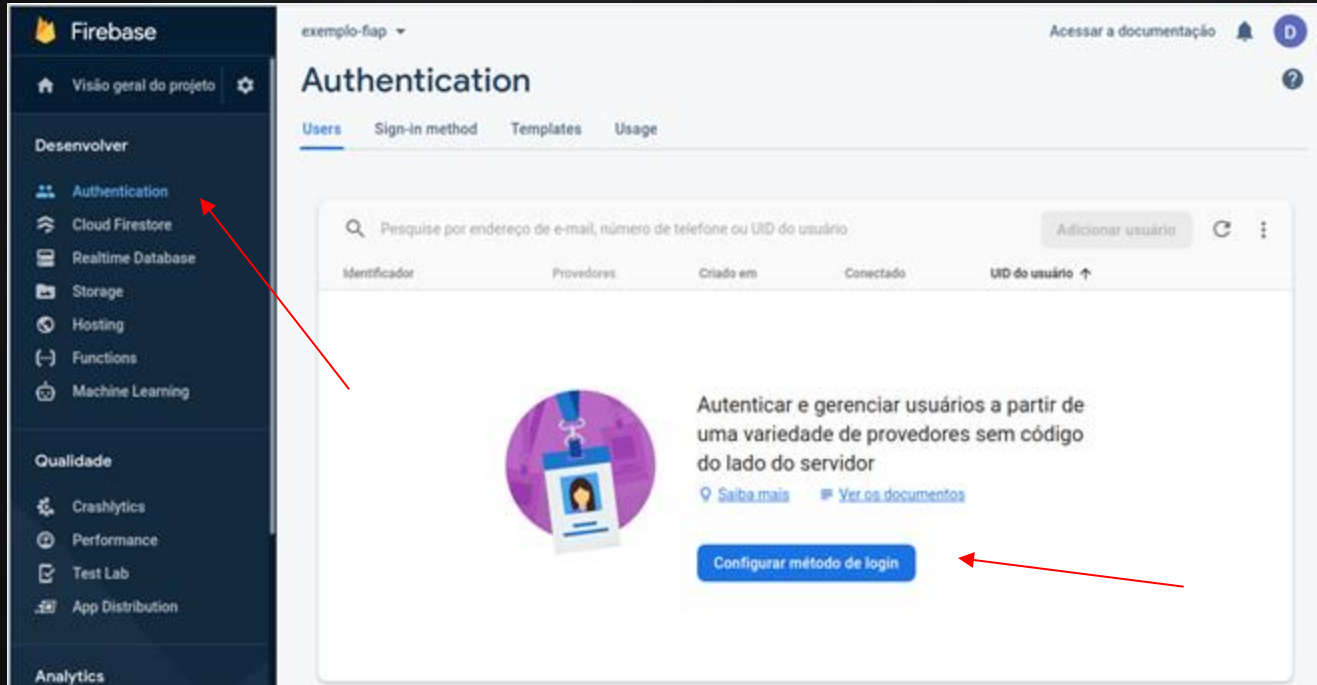 Firebase
exemplo-fiap
Acessar a documentação
D
Visão geral do projeto
Authentication
Users Sign-in method Templates Usage
Desenvolver
Authentication
Cloud Firestore
Realtime Database
Storage
Hosting
Functions
Machine Learning
Qualidade
Crashlytics
Performance
Test Lab
App Distribution
Analytics
Pesquise por endereço de e-mail, número de telefone ou UID do usuário
Adicionar usuário
Identificador Provedores Criado em Conectado UID do usuário
Autenticar e gerenciar usuários a partir de
uma variedade de provedores sem código
do lado do servidor
Saiba mais Ver os documentos
Configurar método de login